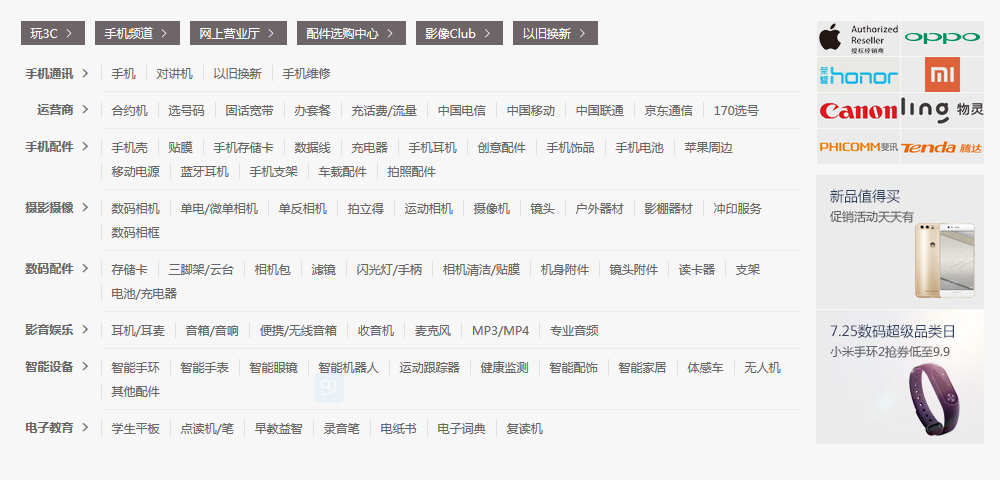 玩3C > 手机频道 > 网上营业厅 > 配件选购中心 > 影像Club > 以旧换新 >
手机通讯 > 手机 对讲机 以旧换新 手机维修
运营商 > 合约机 选号码 固话宽带 办套餐 充话费/流量 中国电信 中国移动 中国联通 京东通信 170选号
手机配件 > 手机壳 贴膜 手机存储卡 数据线 充电器 手机耳机 创意配件 手机饰品 手机电池 苹果周边
移动电源 蓝牙耳机 手机支架 车载配件 拍照配件
摄影摄像 > 数码相机 单电/微单相机 单反相机 拍立得 运动相机 摄像机 镜头 户外器材 影棚器材 冲印服务
数码相框
数码配件 > 存储卡 三脚架/云台 相机包 滤镜 闪光灯/手柄 相机清洁/贴膜 机身附件 镜头附件 读卡器 支架
电池/充电器
影音娱乐 > 耳机/耳麦 音箱/音响 便携/无线音箱 收音机 麦克风 MP3/MP4 专业音频
智能设备 > 智能手环 智能手表 智能眼镜 智能机器人 运动跟踪器 健康监测 智能配饰 智能家居 体感车 无人机
其他配件
电子教育 > 学生平板 点读机/笔 早教益智 录音笔 电纸书 电子词典 复读机
Authorized
Reseller
授权经销商
oppo
荣耀 honor
mi
Canon
ling 物灵
PHICOMM斐讯
Tenda 腾达
新品值得买
促销活动天天有
7.25数码超级品类日
小米手环2抢券低至9.9